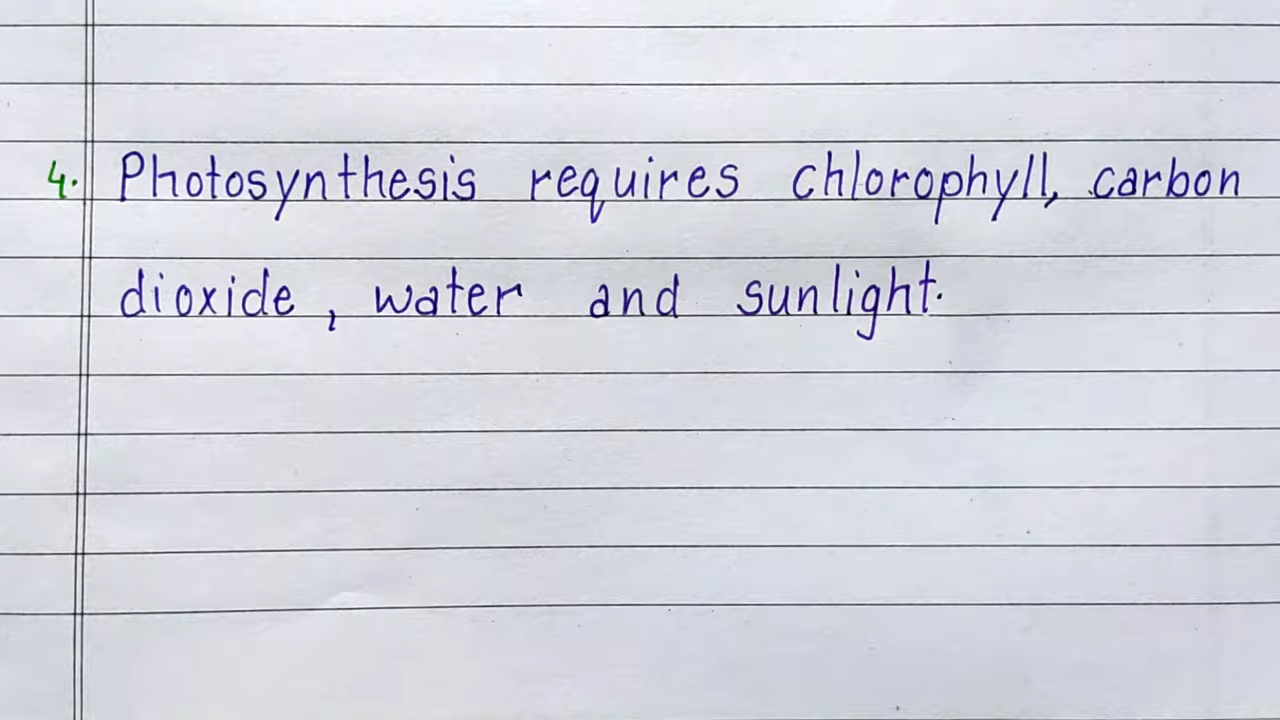 4. Photosynthesis requires chlorophyll, carbon
dioxide, water and sunlight.